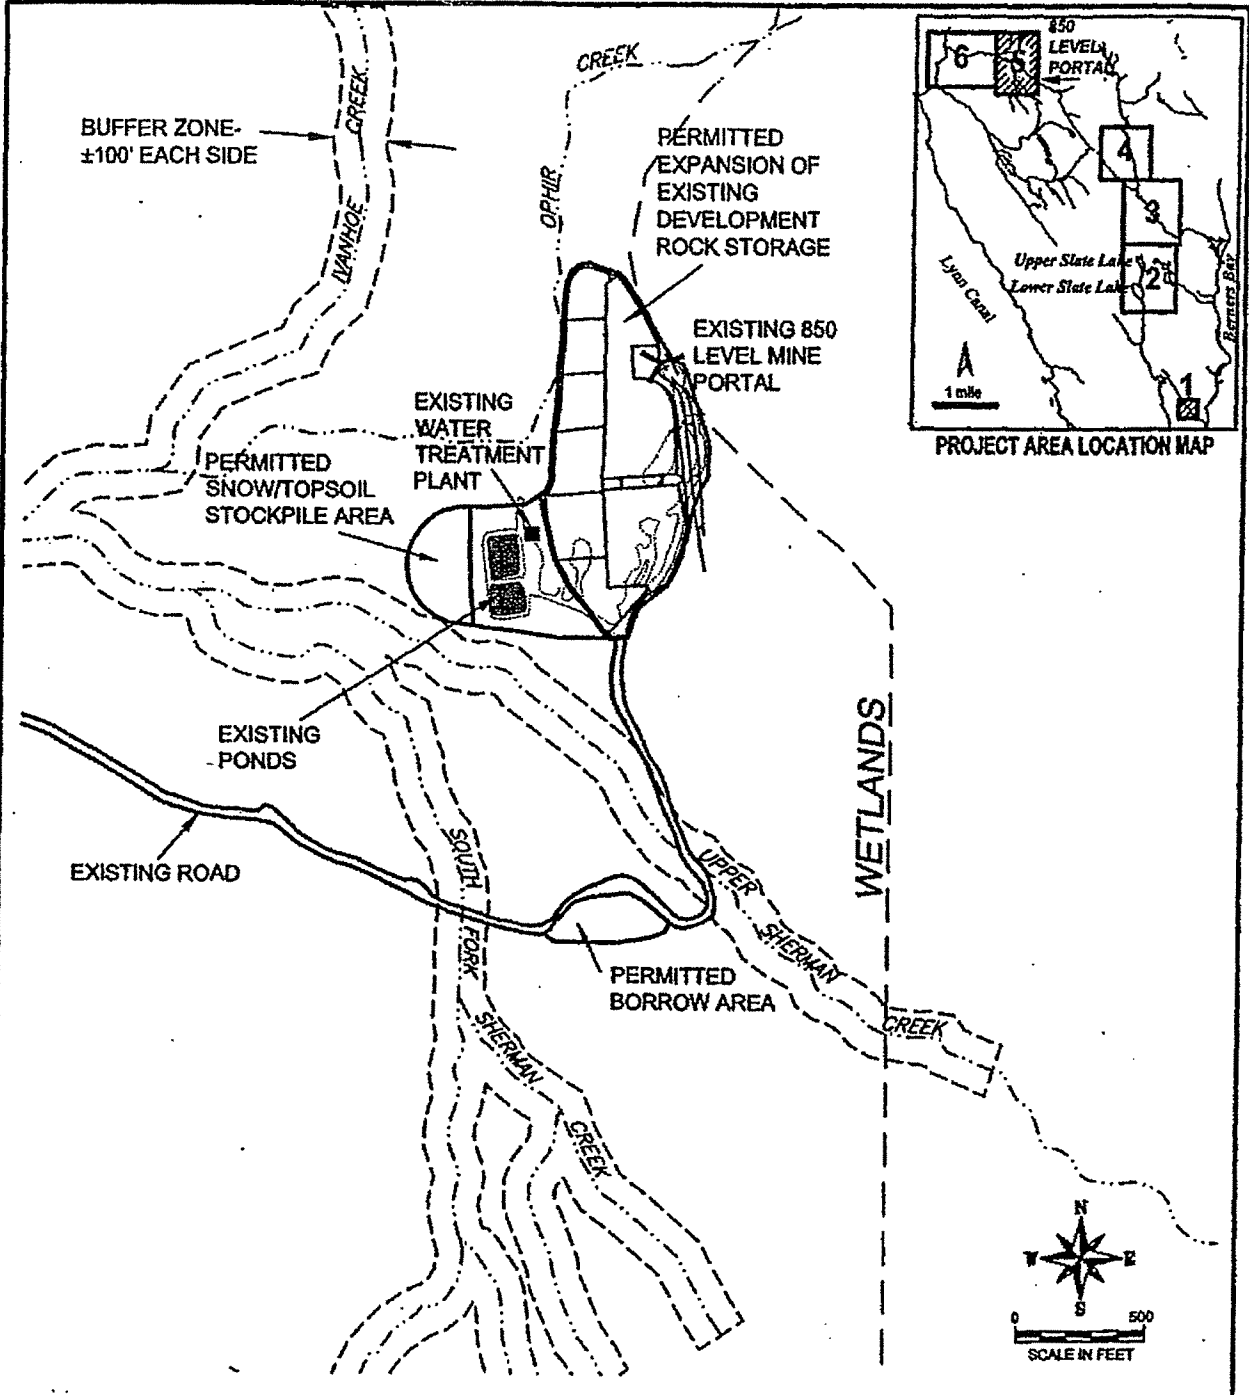 CREEK
OPHIR
BUFFER ZONE-
±100' EACH SIDE
IVANHOE CREEK
PERMITTED
EXPANSION OF
EXISTING
DEVELOPMENT
ROCK STORAGE
EXISTING 850
LEVEL MINE
PORTAL
EXISTING
WATER
TREATMENT
PLANT
PERMITTED
SNOW/TOPSOIL
STOCKPILE AREA
EXISTING
PONDS
EXISTING ROAD
SOUTH
FORK
SHERMAN
CREEK
PERMITTED
BORROW AREA
UPPER
SHERMAN
CREEK
WETLANDS
850
LEVEL
PORTAL
6
5
4
3
2
1
Upper Slate Lake
Lower Slate Lake
Lynn Canal
Berners Bay
1 mile
PROJECT AREA LOCATION MAP
N
W
E
S
0
500
SCALE IN FEET